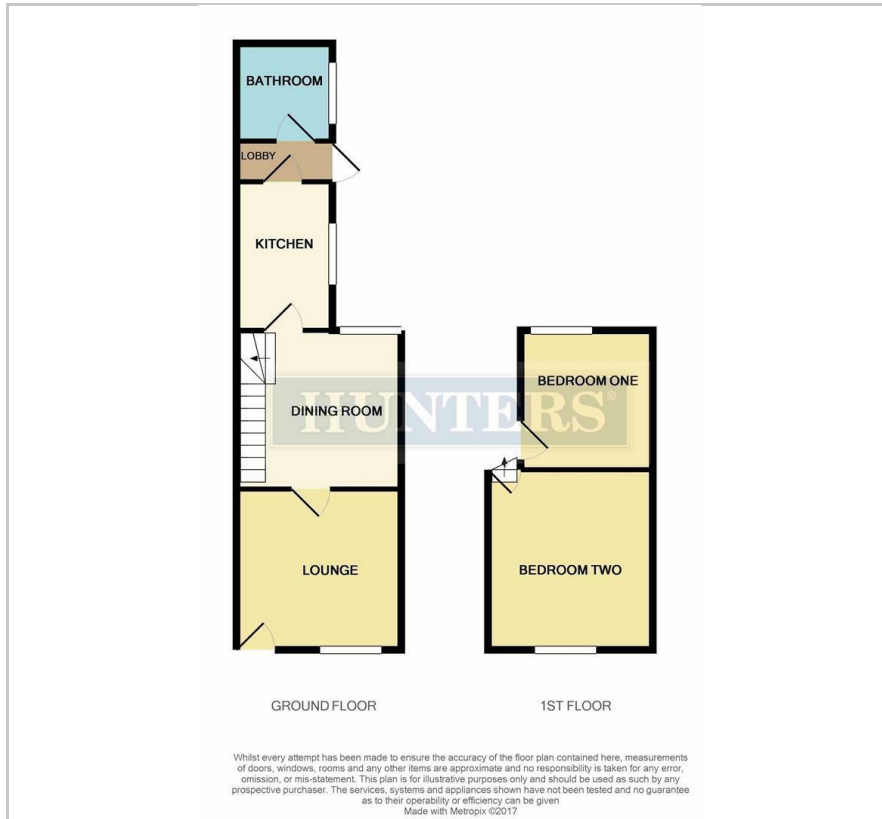 BATHROOM
LOBBY
KITCHEN
DINING ROOM
BEDROOM ONE
HUNTERS®
LOUNGE
BEDROOM TWO
GROUND FLOOR
1ST FLOOR
Whilst every attempt has been made to ensure the accuracy of the floor plan contained here, measurements
of doors, windows, rooms and any other items are approximate and no responsibility is taken for any error,
omission, or mis-statement. This plan is for illustrative purposes only and should be used as such by any
prospective purchaser. The services, systems and appliances shown have not been tested and no guarantee
as to their operability or efficiency can be given
Made with Metropix ©2017